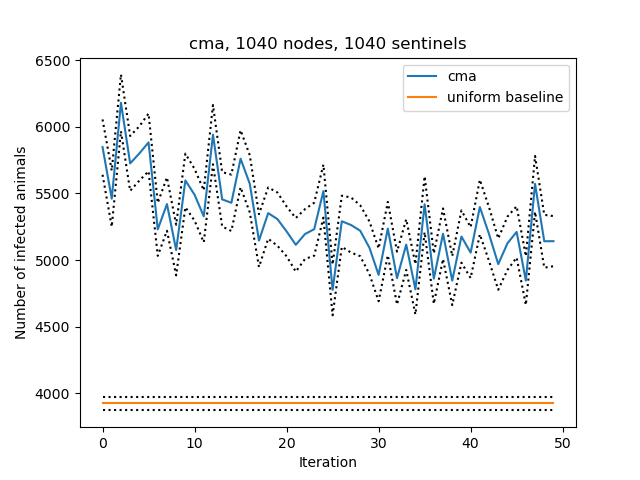 cma, 1040 nodes, 1040 sentinels
cma
uniform baseline
Number of infected animals
6500
6000
5500
5000
4500
4000
0 10 20 30 40 50
Iteration